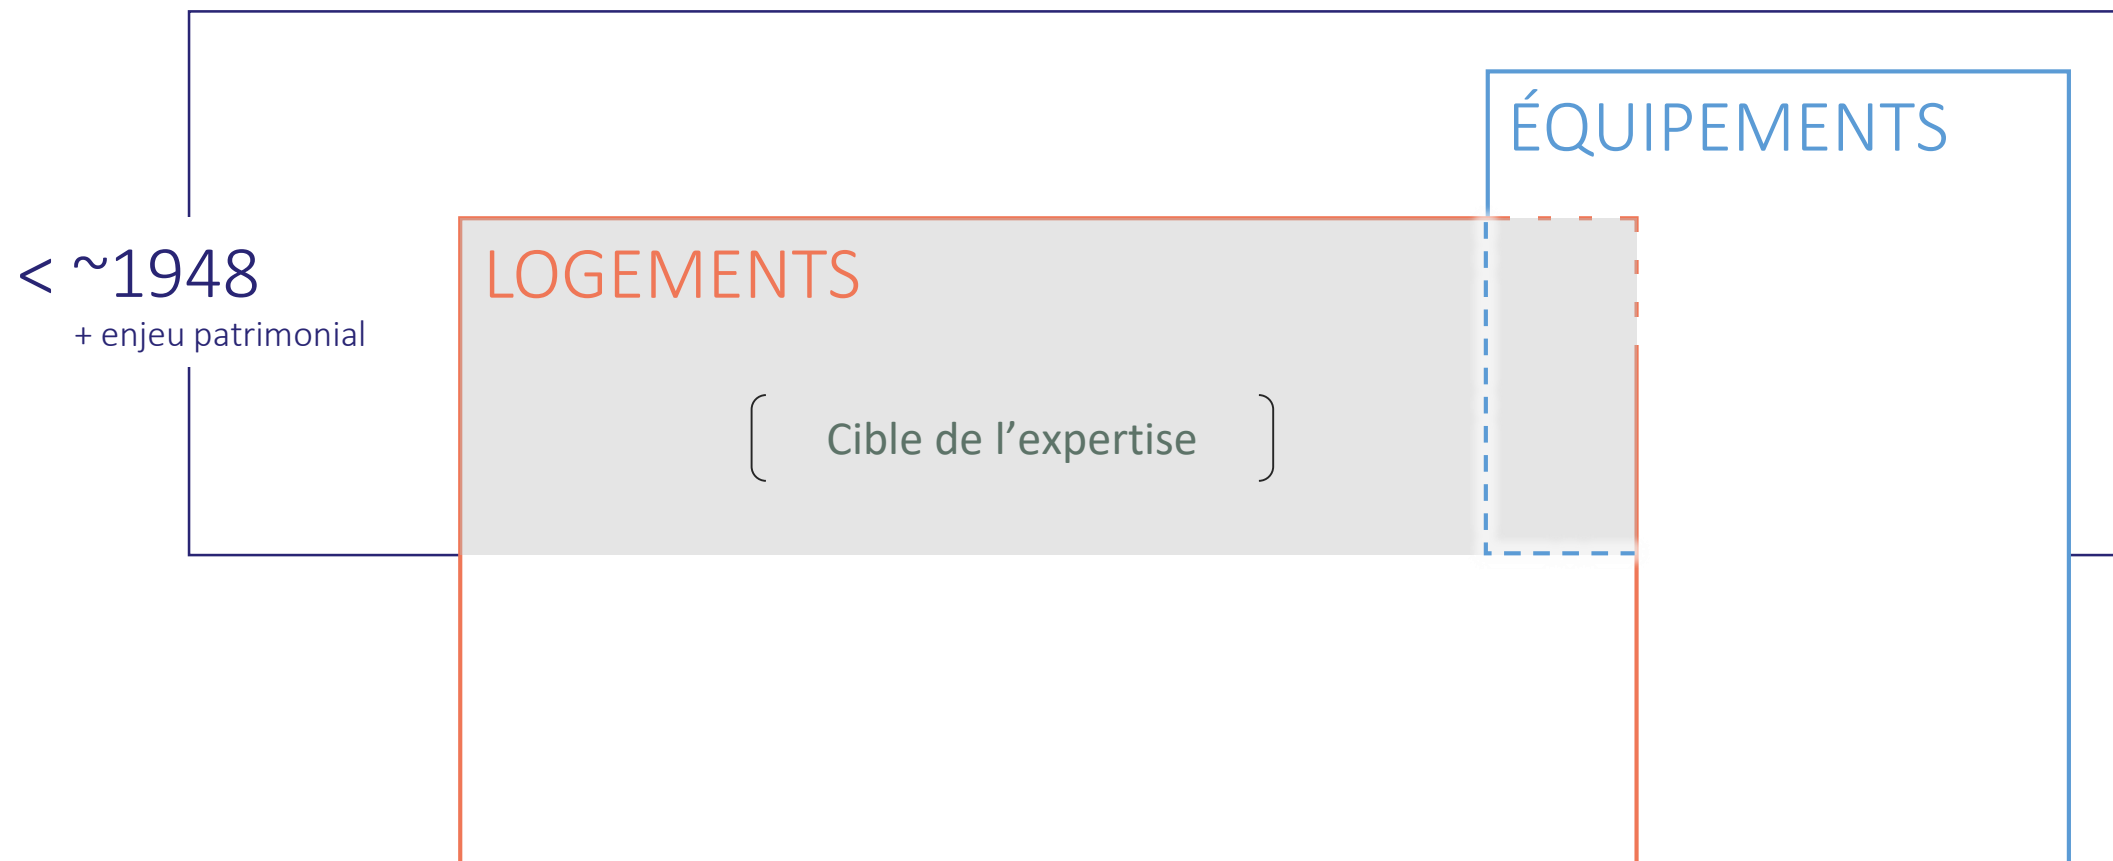 ÉQUIPEMENTS
< ~1948
+ enjeu patrimonial
LOGEMENTS
Cible de l’expertise